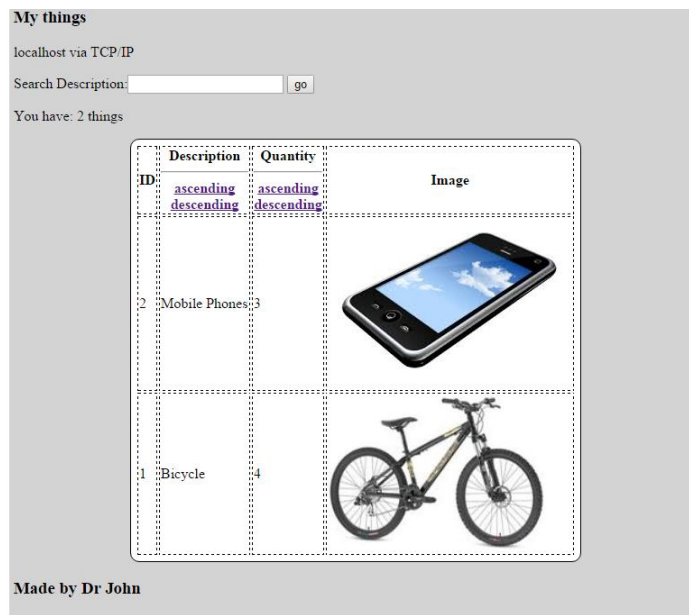 My things
localhost via TCP/IP
Search Description: go
You have: 2 things
ID Description Quantity Image
ascending ascending
descending descending
2 Mobile Phones 3
1 Bicycle 4
Made by Dr John